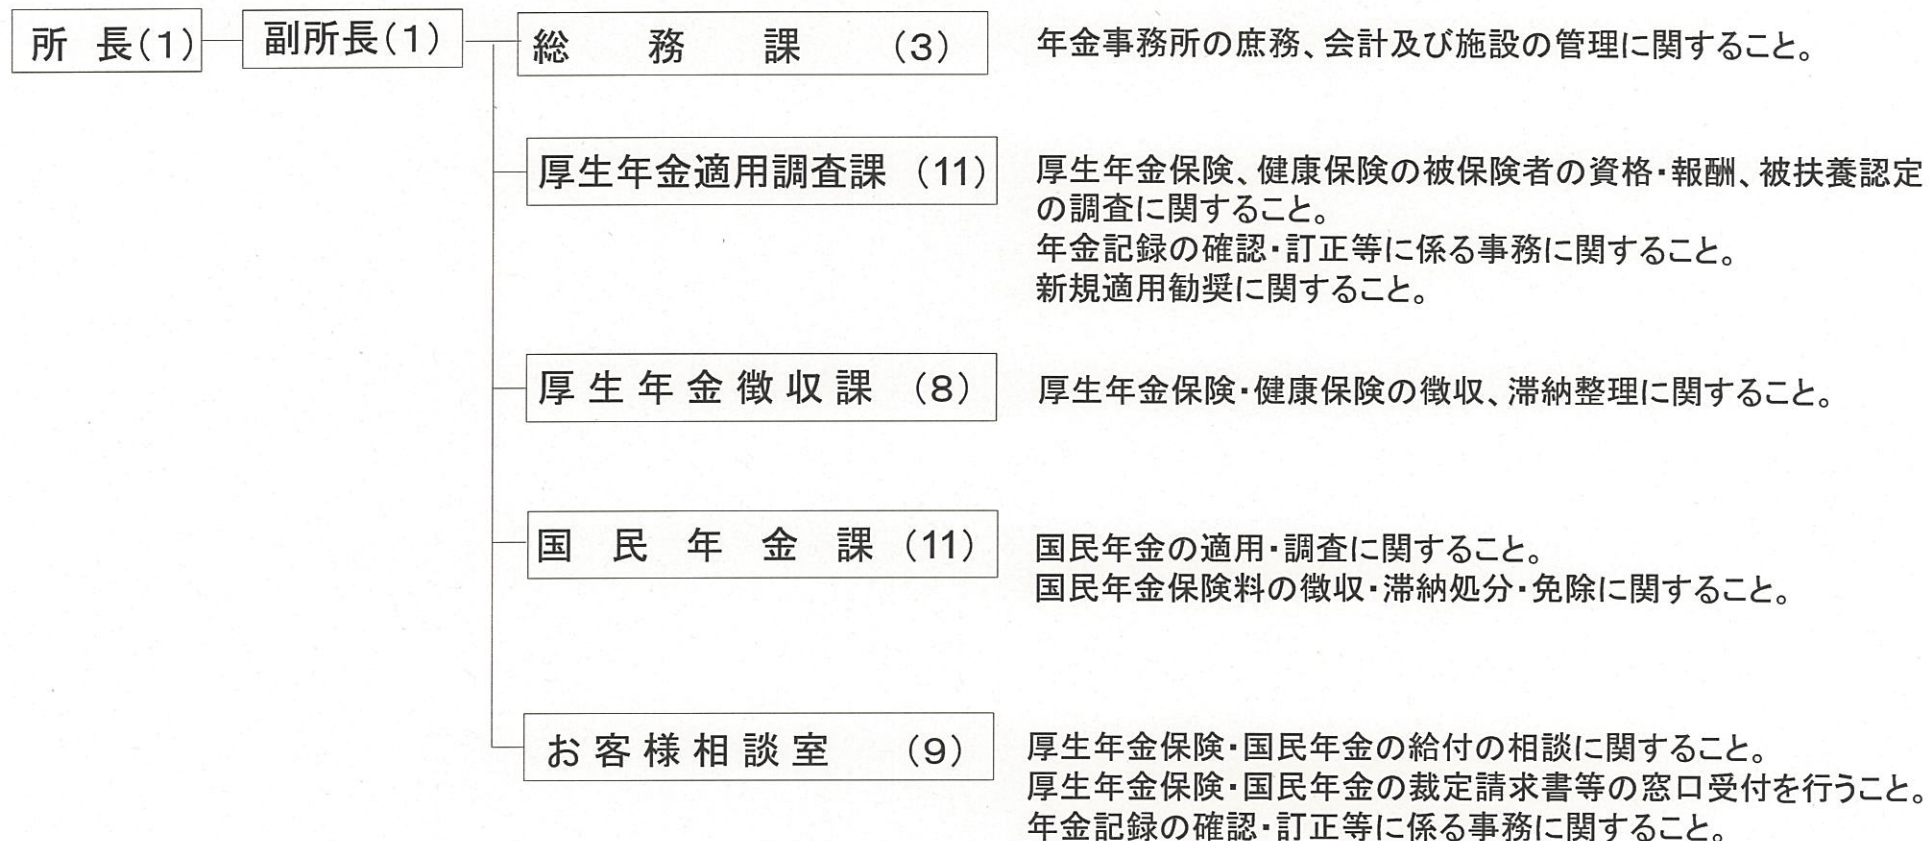 所 長(1)
副所長(1)
総 務 課 (3)
年金事務所の庶務、会計及び施設の管理に関すること。
厚生年金適用調査課 (11)
厚生年金保険、健康保険の被保険者の資格・報酬、被扶養認定
の調査に関すること。
年金記録の確認・訂正等に係る事務に関すること。
新規適用勧奨に関すること。
厚生年金徴収課 (8)
厚生年金保険・健康保険の徴収、滞納整理に関すること。
国民年金課 (11)
国民年金の適用・調査に関すること。
国民年金保険料の徴収・滞納処分・免除に関すること。
お客様相談室 (9)
厚生年金保険・国民年金の給付の相談に関すること。
厚生年金保険・国民年金の裁定請求書等の窓口受付を行うこと。
年金記録の確認・訂正等に係る事務に関すること。